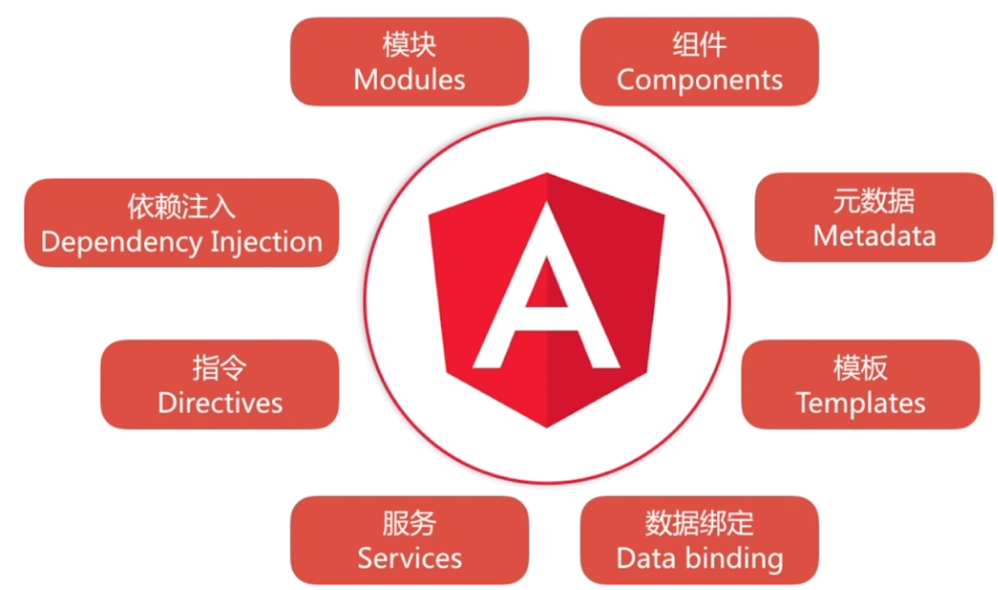 模块
Modules
组件
Components
依赖注入
Dependency Injection
元数据
Metadata
指令
Directives
模板
Templates
服务
Services
数据绑定
Data binding
A